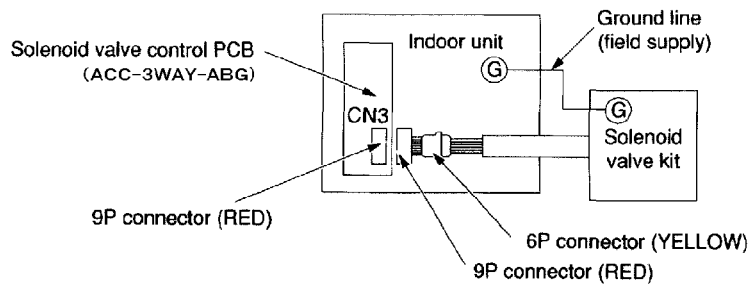 Ground line
(field supply)
Solenoid valve control PCB
(ACC-3WAY-ABG)
Indoor unit
G
G
CN3
Solenoid
valve kit
9P connector (RED)
6P connector (YELLOW)
9P connector (RED)